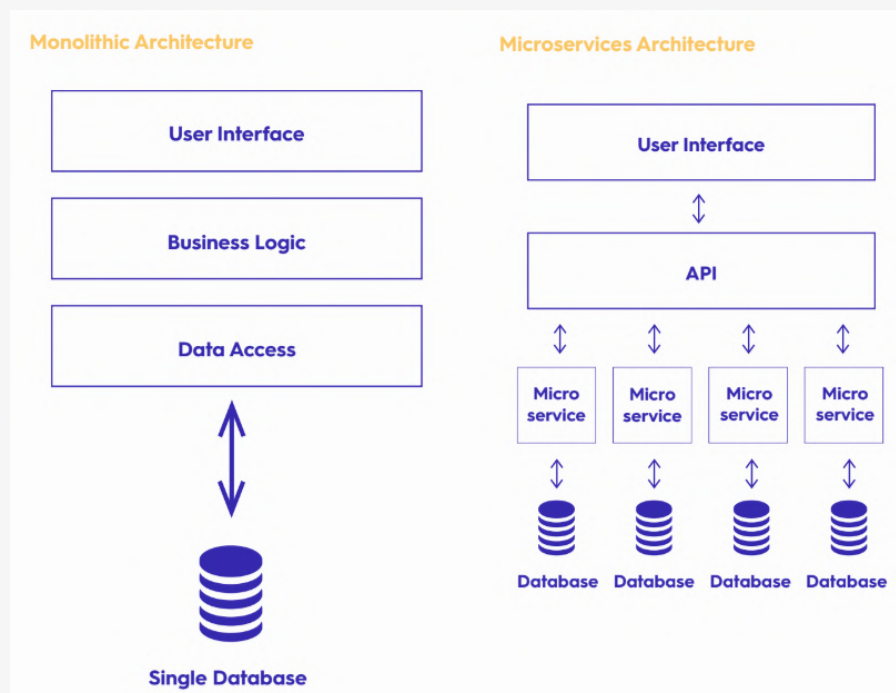 Monolithic Architecture
User Interface
Business Logic
Data Access
Single Database
Microservices Architecture
User Interface
API
Micro
service
Micro
service
Micro
service
Micro
service
Database
Database
Database
Database